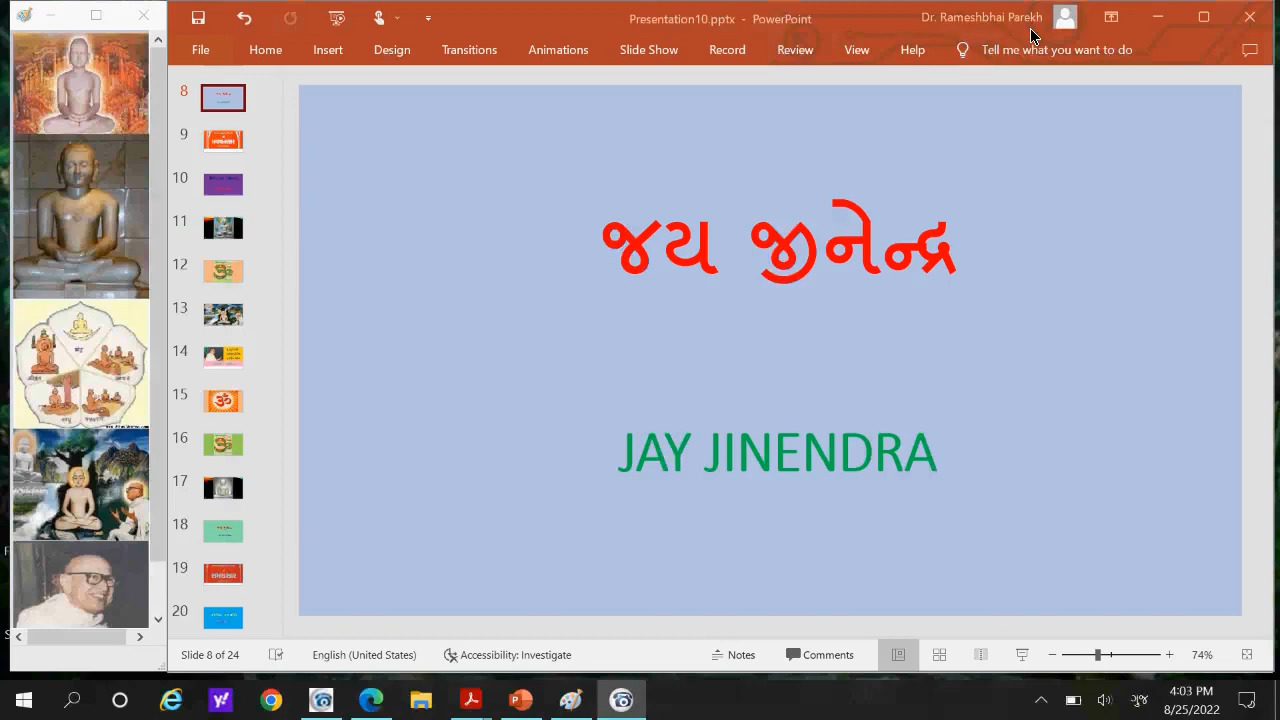 Presentation10.pptx - PowerPoint
Dr. Rameshbhai Parekh
File Home Insert Design Transitions Animations Slide Show Record Review View Help Tell me what you want to do
8
9
10
11
12
13
14
15
16
17
18
19
20
જય જીનેન્દ્ર
JAY JINENDRA
Slide 8 of 24 English (United States) Accessibility: Investigate Notes Comments 74%
4:03 PM
8/25/2022